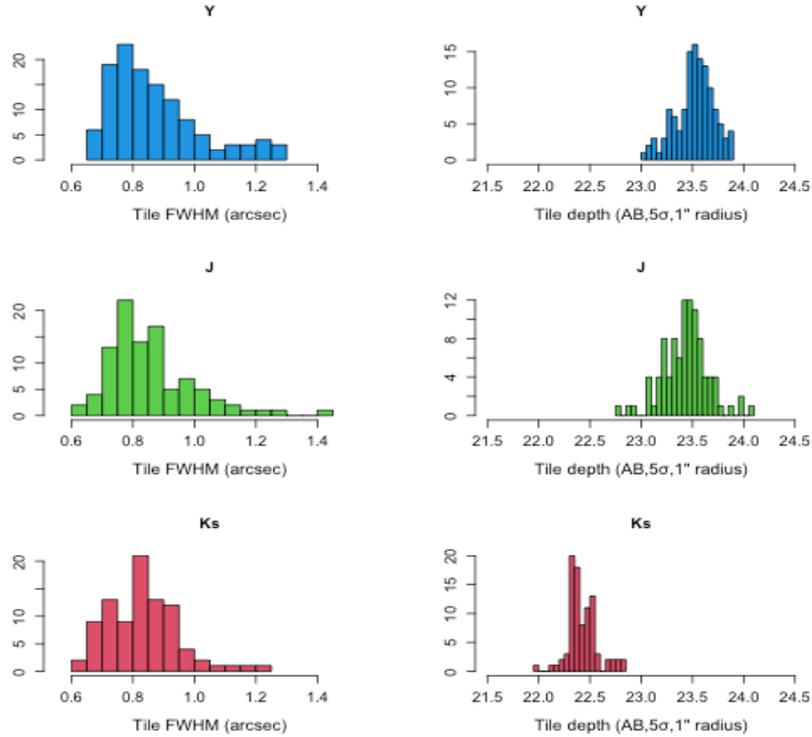 Y
0 5 10 20
0.6 0.8 1.0 1.2 1.4
Tile FWHM (arcsec)
Y
0 5 10 15
21.5 22.0 22.5 23.0 23.5 24.0 24.5
Tile depth (AB,5σ,1" radius)
J
0 5 10 20
0.6 0.8 1.0 1.2 1.4
Tile FWHM (arcsec)
J
0 4 8 12
21.5 22.0 22.5 23.0 23.5 24.0 24.5
Tile depth (AB,5σ,1" radius)
Ks
0 5 10 20
0.6 0.8 1.0 1.2 1.4
Tile FWHM (arcsec)
Ks
0 5 10 15 20
21.5 22.0 22.5 23.0 23.5 24.0 24.5
Tile depth (AB,5σ,1" radius)